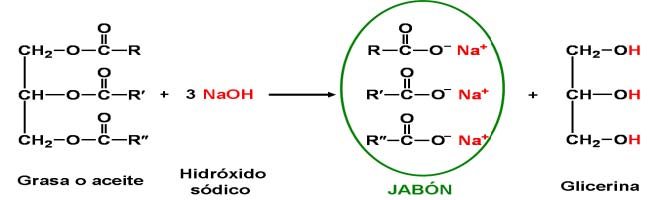 O O
CH₂–O–C–R R–C–O⁻ Na⁺ CH₂–OH
O O
CH–O–C–R′ + 3 NaOH R′–C–O⁻ Na⁺ + CH–OH
O O
CH₂–O–C–R″ R″–C–O⁻ Na⁺ CH₂–OH
Grasa o aceite Hidróxido sódico JABÓN Glicerina